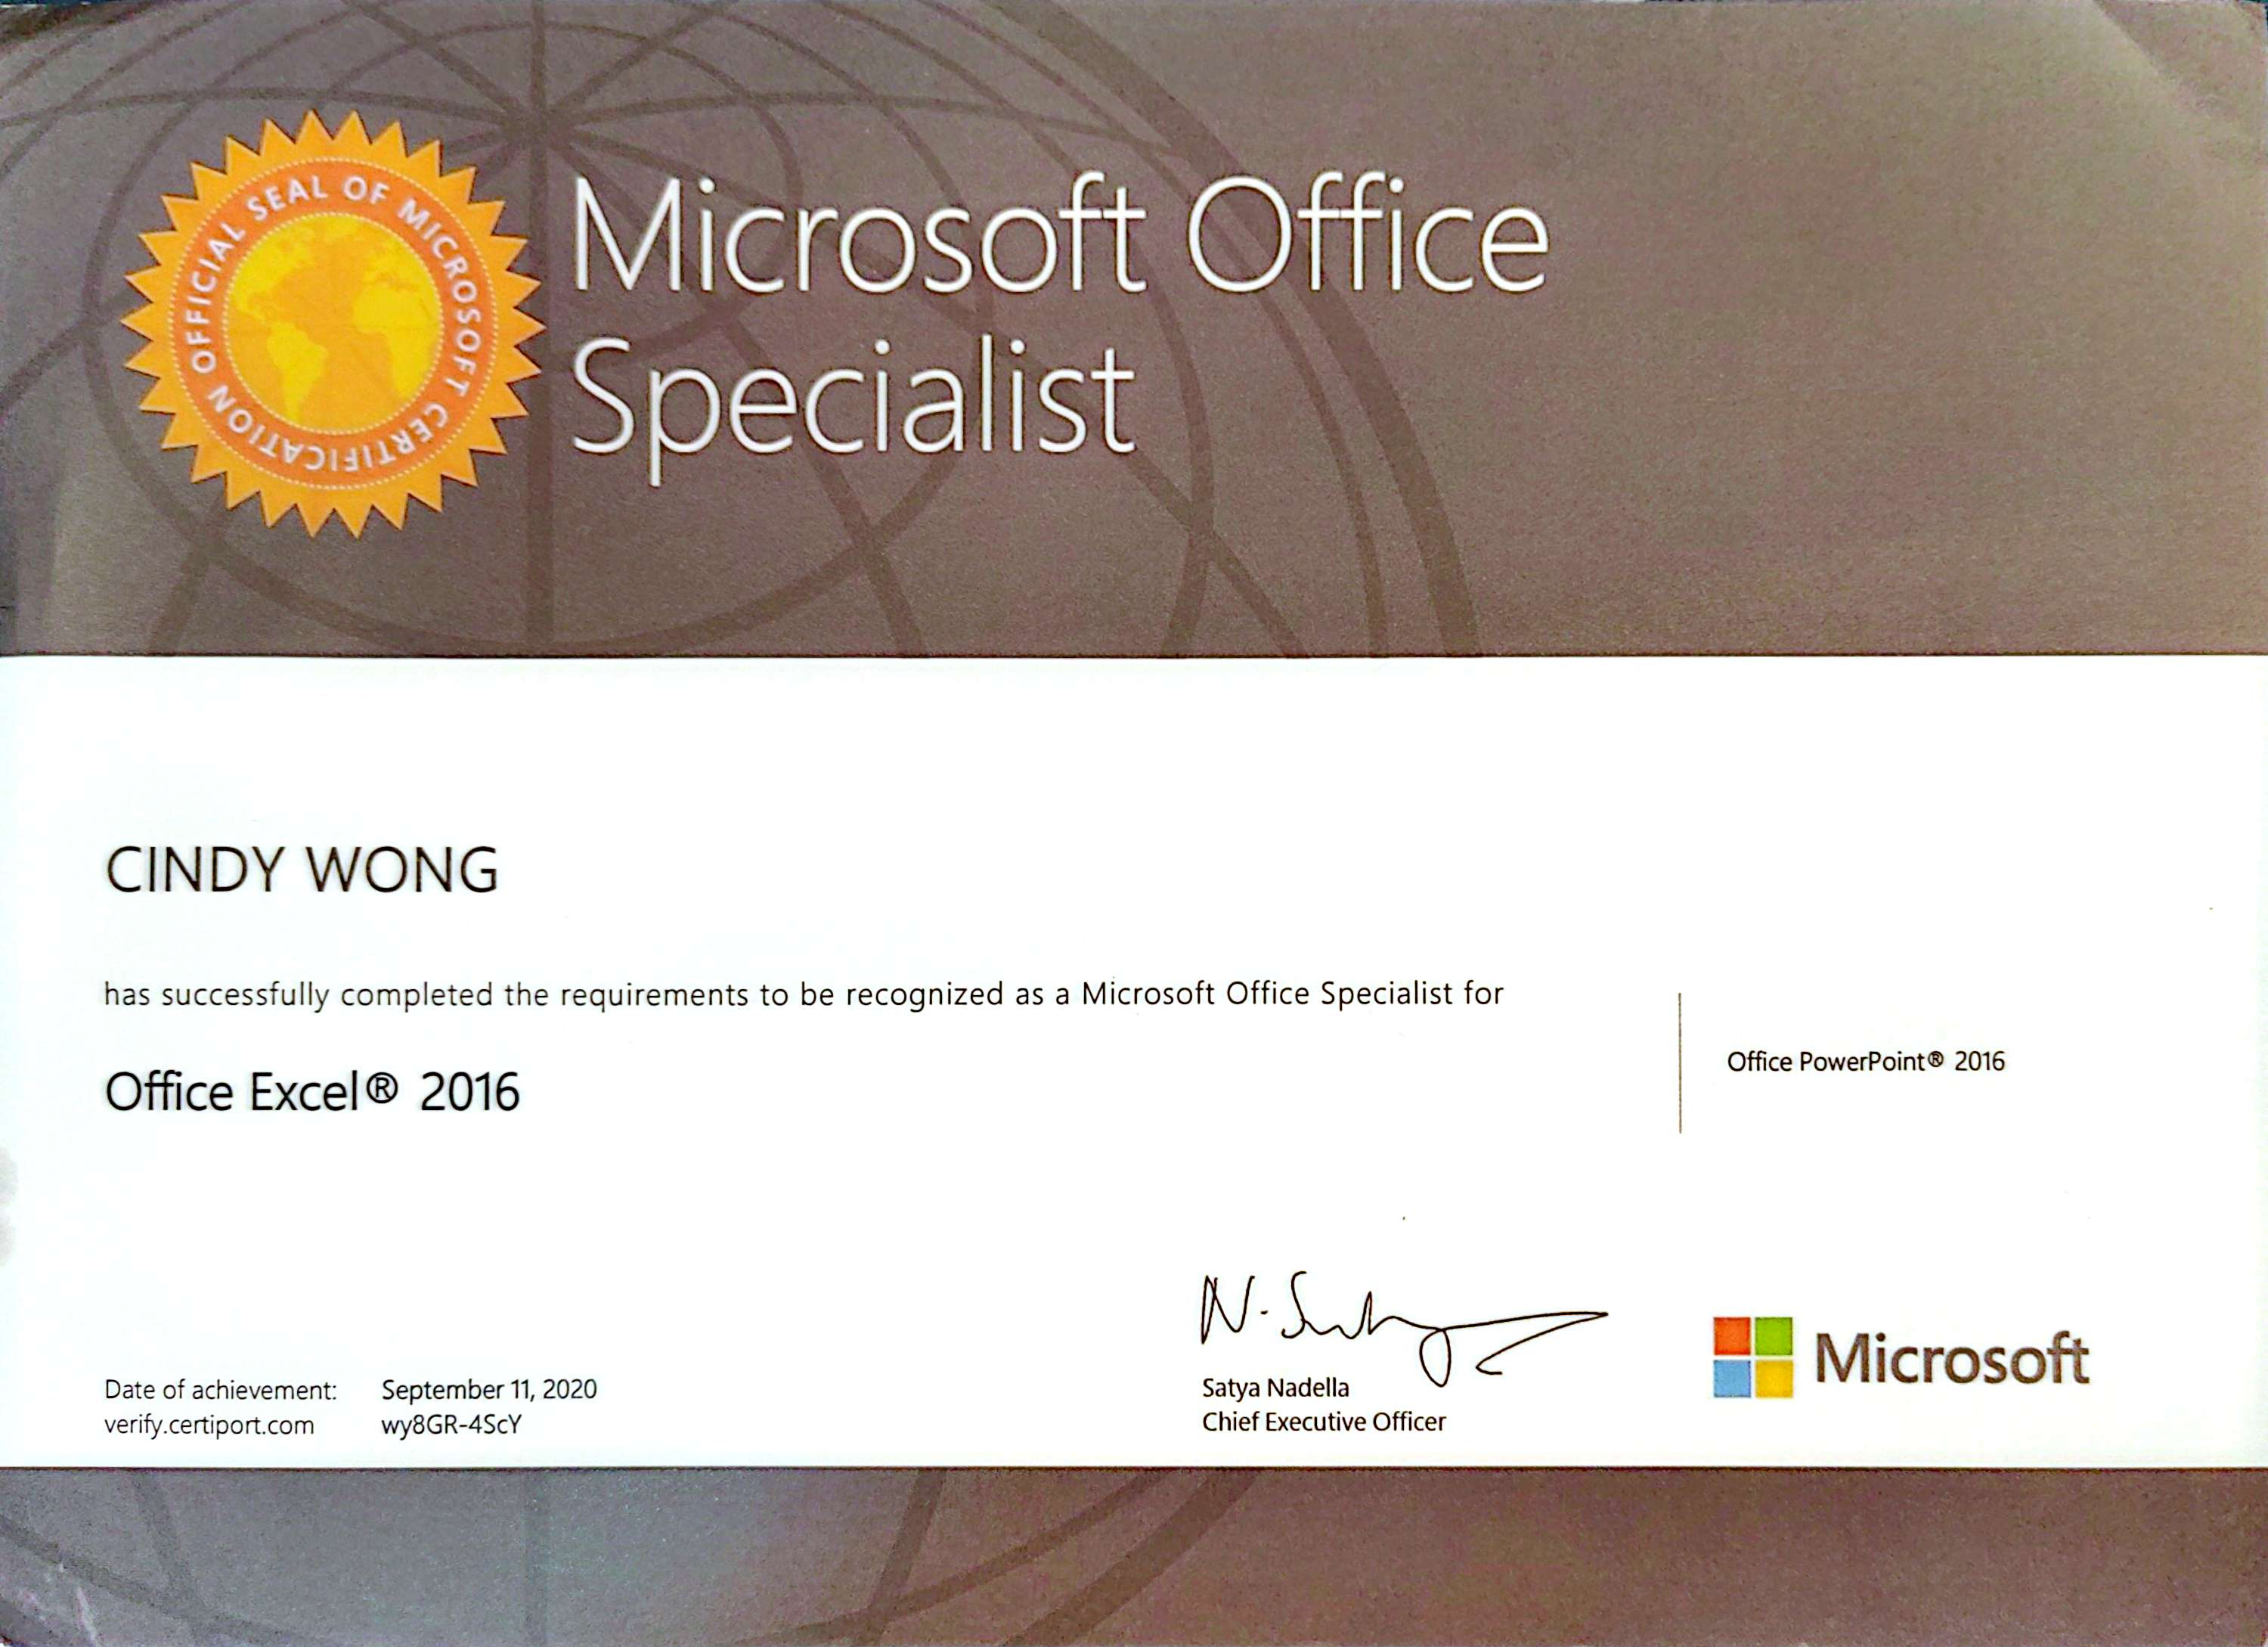 OFFICIAL SEAL OF MICROSOFT CERTIFICATION
Microsoft Office
Specialist
CINDY WONG
has successfully completed the requirements to be recognized as a Microsoft Office Specialist for
Office Excel® 2016
Office PowerPoint® 2016
N. Satya
Satya Nadella
Chief Executive Officer
Microsoft
Date of achievement: September 11, 2020
verify.certiport.com wy8GR-4ScY